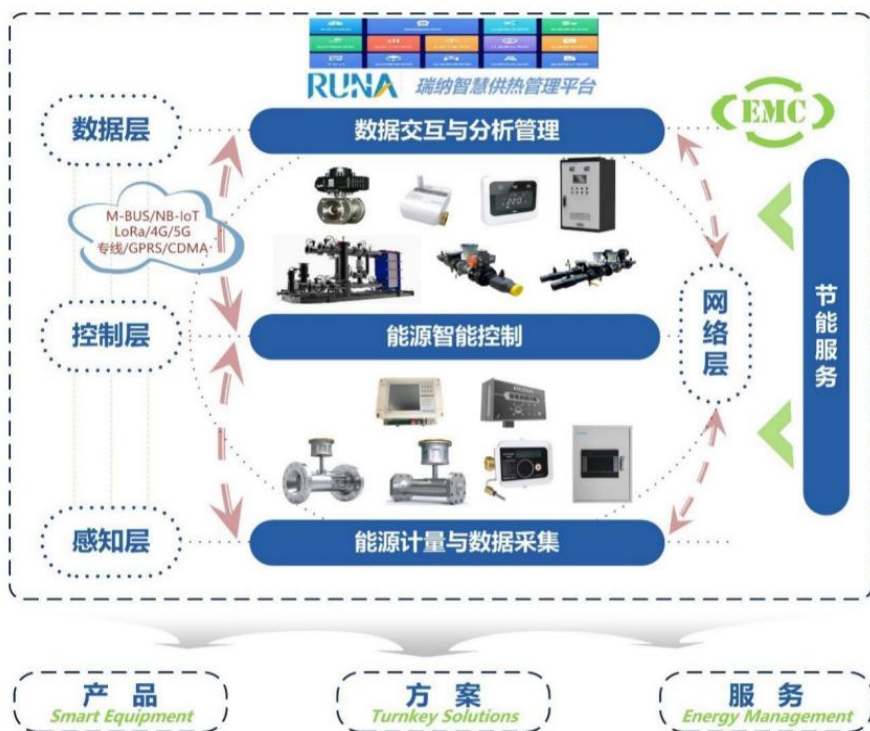 RUNA 瑞纳智慧供热管理平台
数据层
数据交互与分析管理
EMC
M-BUS/NB-IoT
LoRa/4G/5G
专线/GPRS/CDMA
控制层
能源智能控制
网络层
节能服务
感知层
能源计量与数据采集
产品
Smart Equipment
方案
Turnkey Solutions
服务
Energy Management